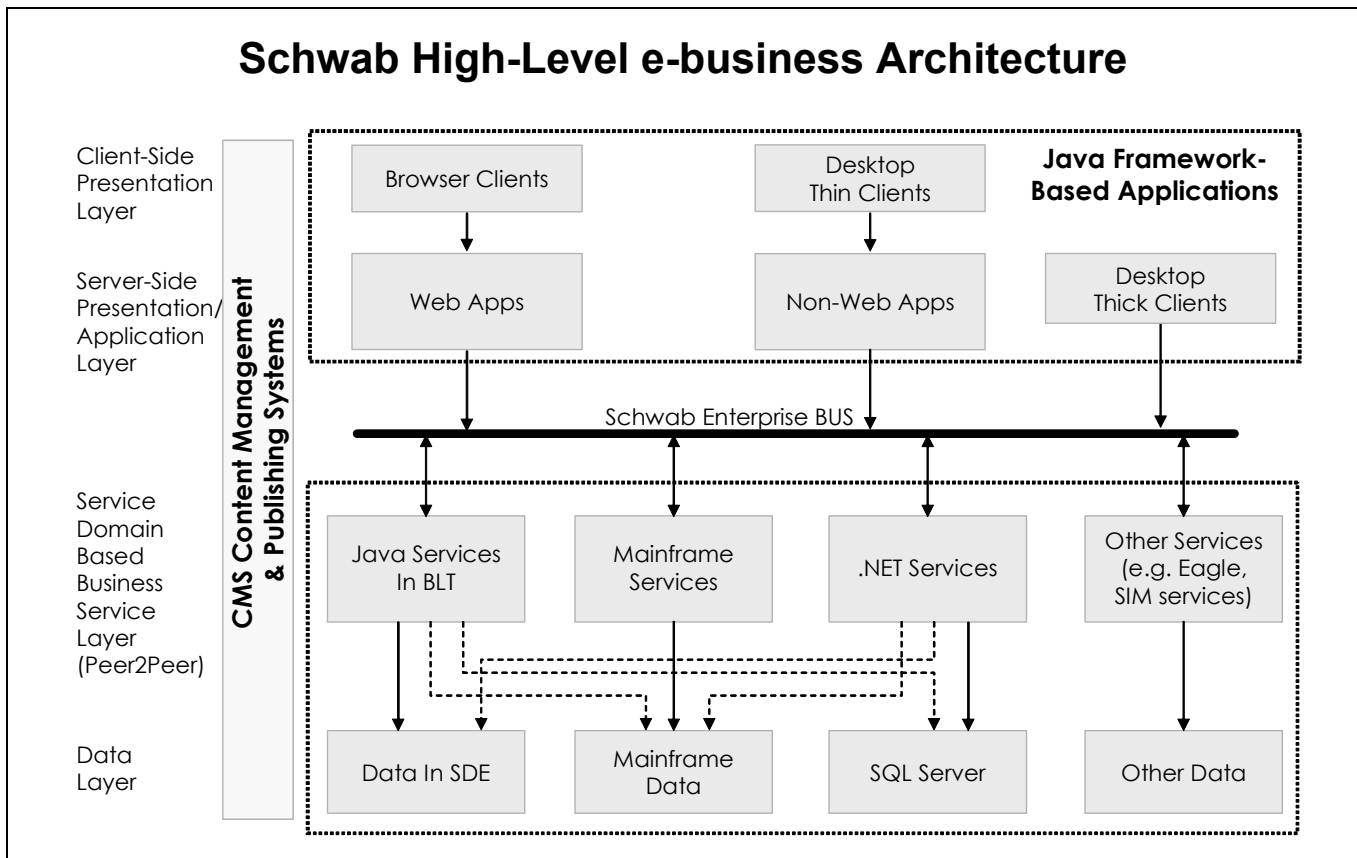 Schwab High-Level e-business Architecture
Client-Side
Presentation
Layer
Server-Side
Presentation/
Application
Layer
Service
Domain
Based
Business
Service
Layer
(Peer2Peer)
Data
Layer
CMS Content Management
& Publishing Systems
Java Framework-
Based Applications
Browser Clients
Desktop
Thin Clients
Web Apps
Non-Web Apps
Desktop
Thick Clients
Schwab Enterprise BUS
Java Services
In BLT
Mainframe
Services
.NET Services
Other Services
(e.g. Eagle,
SIM services)
Data In SDE
Mainframe
Data
SQL Server
Other Data